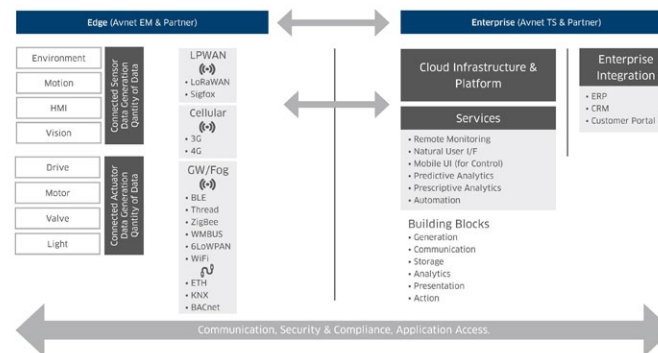 Edge (Avnet EM & Partner)
Enterprise (Avnet TS & Partner)
Environment
Motion
HMI
Vision
Connected Sensor
Data Generation
Qantity of Data
Drive
Motor
Valve
Light
Connected Actuator
Data Generation
Qantity of Data
LPWAN
• LoRaWAN
• Sigfox
Cellular
• 3G
• 4G
GW/Fog
• BLE
• Thread
• ZigBee
• WMBUS
• 6LoWPAN
• WiFi
• ETH
• KNX
• BACnet
Cloud Infrastructure &
Platform
Services
• Remote Monitoring
• Natural User I/F
• Mobile UI (for Control)
• Predictive Analytics
• Prescriptive Analytics
• Automation
Building Blocks
• Generation
• Communication
• Storage
• Analytics
• Presentation
• Action
Enterprise
Integration
• ERP
• CRM
• Customer Portal
Communication, Security & Compliance, Application Access.